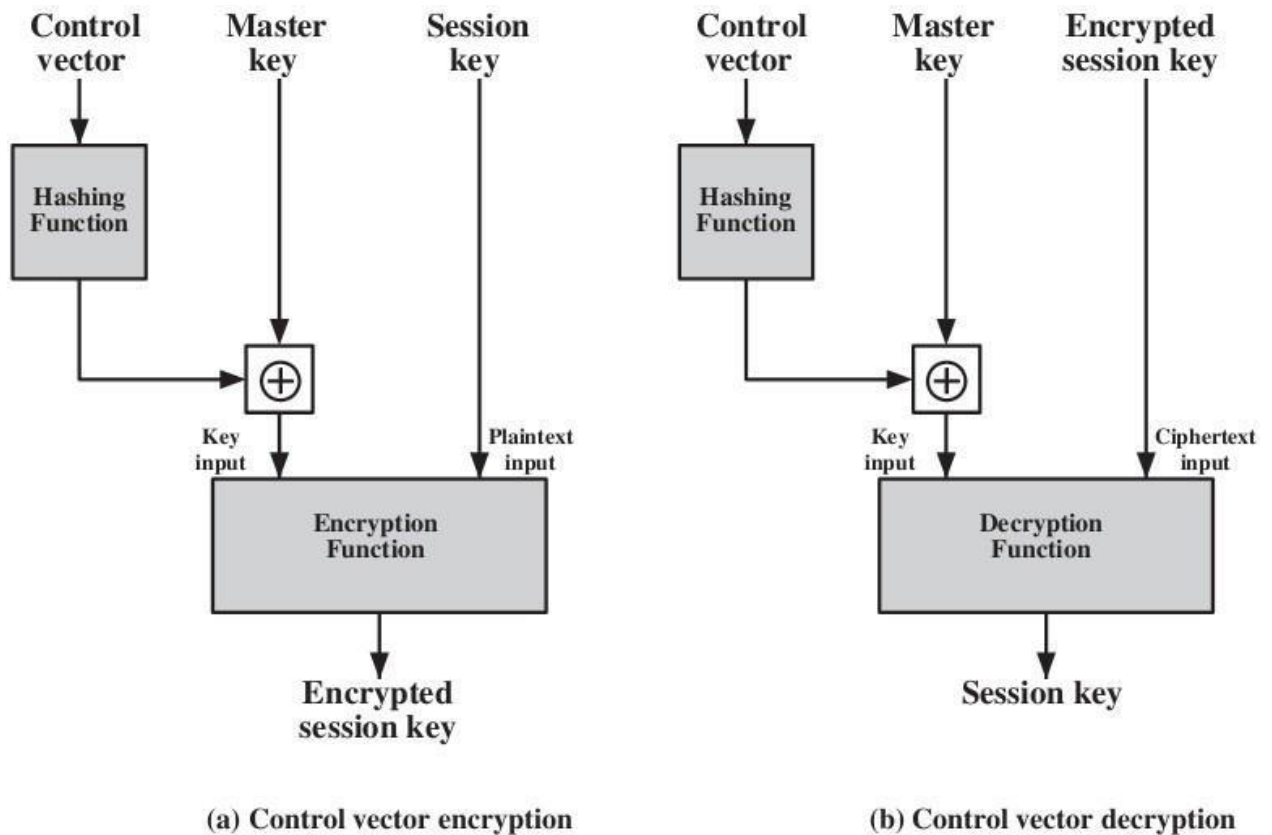 Control
vector
Master
key
Session
key
Hashing
Function
Key
input
Plaintext
input
Encryption
Function
Encrypted
session key
(a) Control vector encryption
Control
vector
Master
key
Encrypted
session key
Hashing
Function
Key
input
Ciphertext
input
Decryption
Function
Session key
(b) Control vector decryption